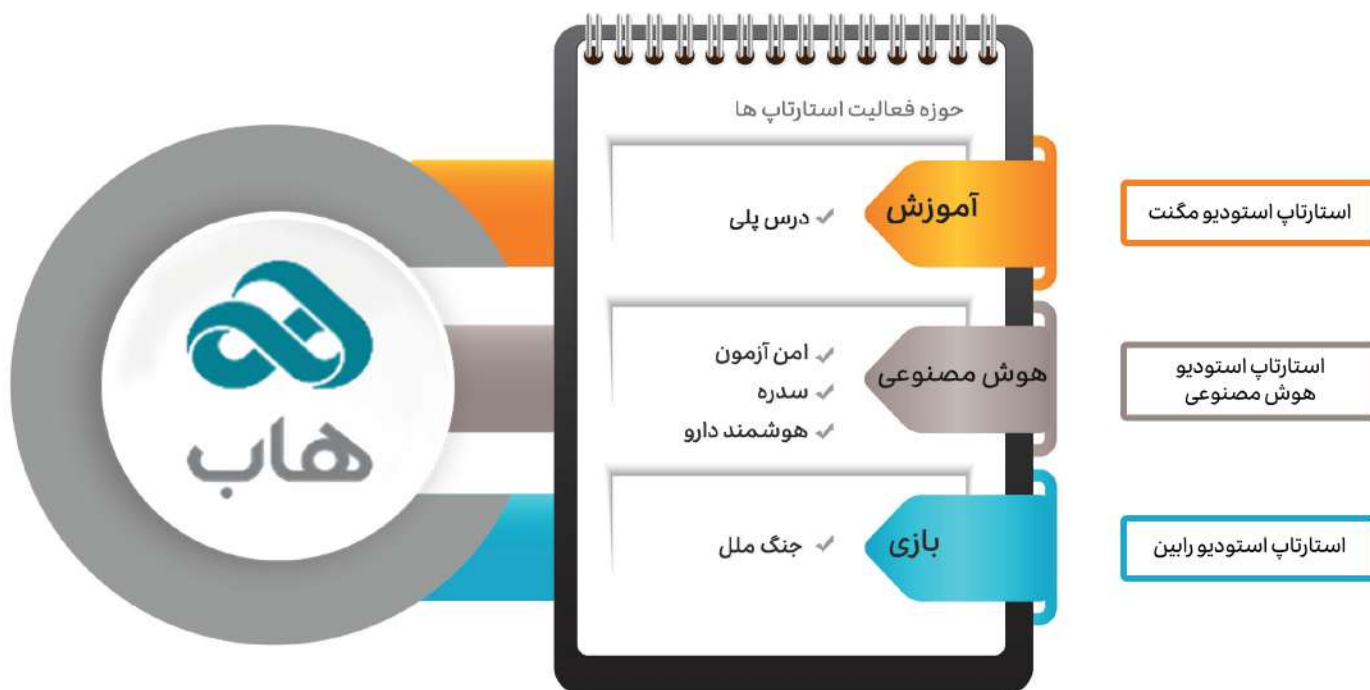 حوزه فعالیت استارتاپ ها
آموزش
درس پلی
استارتاپ استودیو مگنت
هوش مصنوعی
امن آزمون
سدره
هوشمند دارو
استارتاپ استودیو
هوش مصنوعی
بازی
جنگ ملل
استارتاپ استودیو رابین
هاب